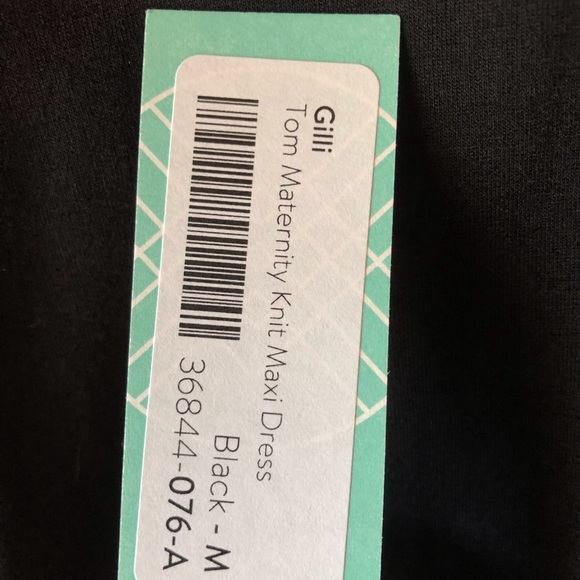 Gilli
Tom Maternity Knit Maxi Dress
Black - M
36844-076-A